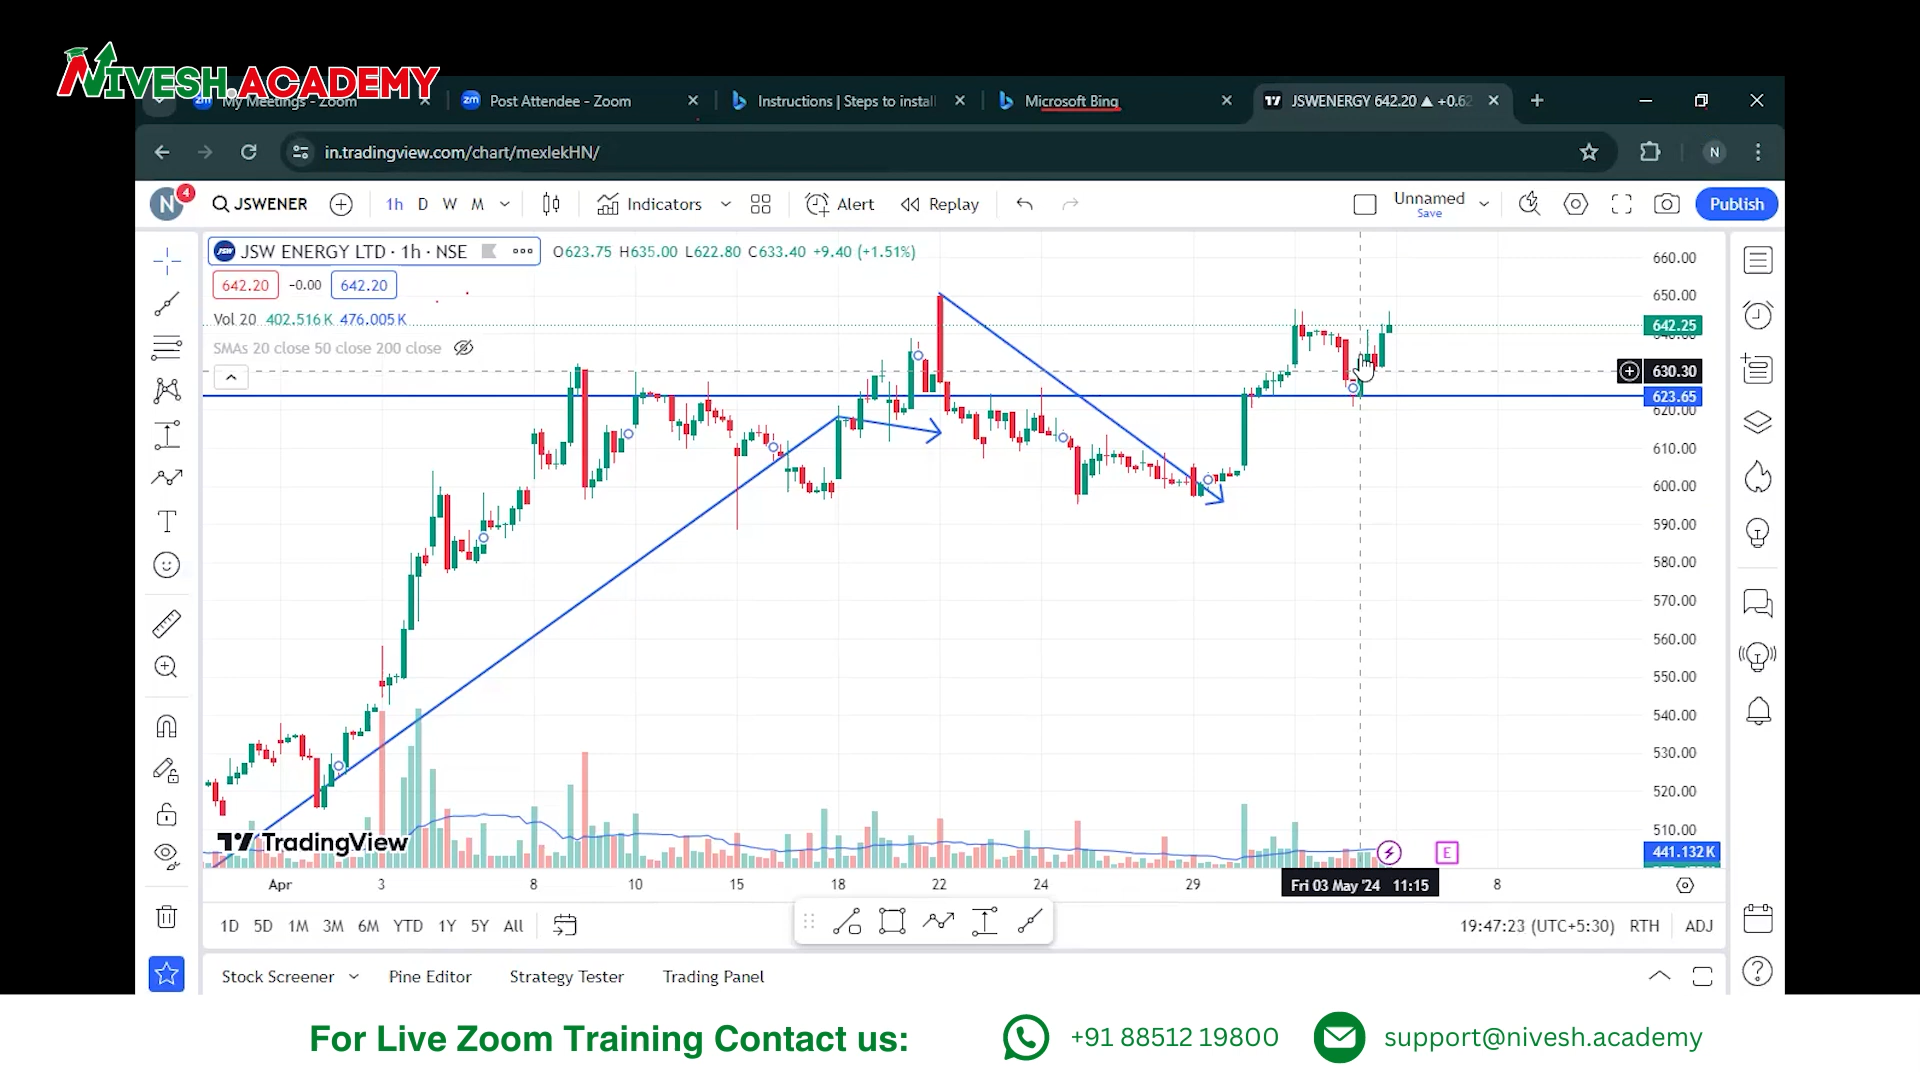 NIVESH.ACADEMY
My Meetings - Zoom
Post Attendee - Zoom
Instructions | Steps to install
Microsoft Bing
JSWENERGY 642.20 ▲ +0.62
in.tradingview.com/chart/mexlekHN/
N
N 4
JSWENER
1h D W M
Indicators
Alert
Replay
Unnamed
Save
Publish
JSW ENERGY LTD · 1h · NSE
O623.75 H635.00 L622.80 C633.40 +9.40 (+1.51%)
642.20 -0.00 642.20
Vol 20 402.516K 476.005K
SMAs 20 close 50 close 200 close
660.00
650.00
642.25
630.30
623.65
620.00
610.00
600.00
590.00
580.00
570.00
560.00
550.00
540.00
530.00
520.00
510.00
441.132K
TradingView
E
Apr 3 8 10 15 18 22 24 29 Fri 03 May '24 11:15 8
1D 5D 1M 3M 6M YTD 1Y 5Y All
19:47:23 (UTC+5:30) RTH ADJ
Stock Screener Pine Editor Strategy Tester Trading Panel
For Live Zoom Training Contact us: +91 88512 19800 support@nivesh.academy